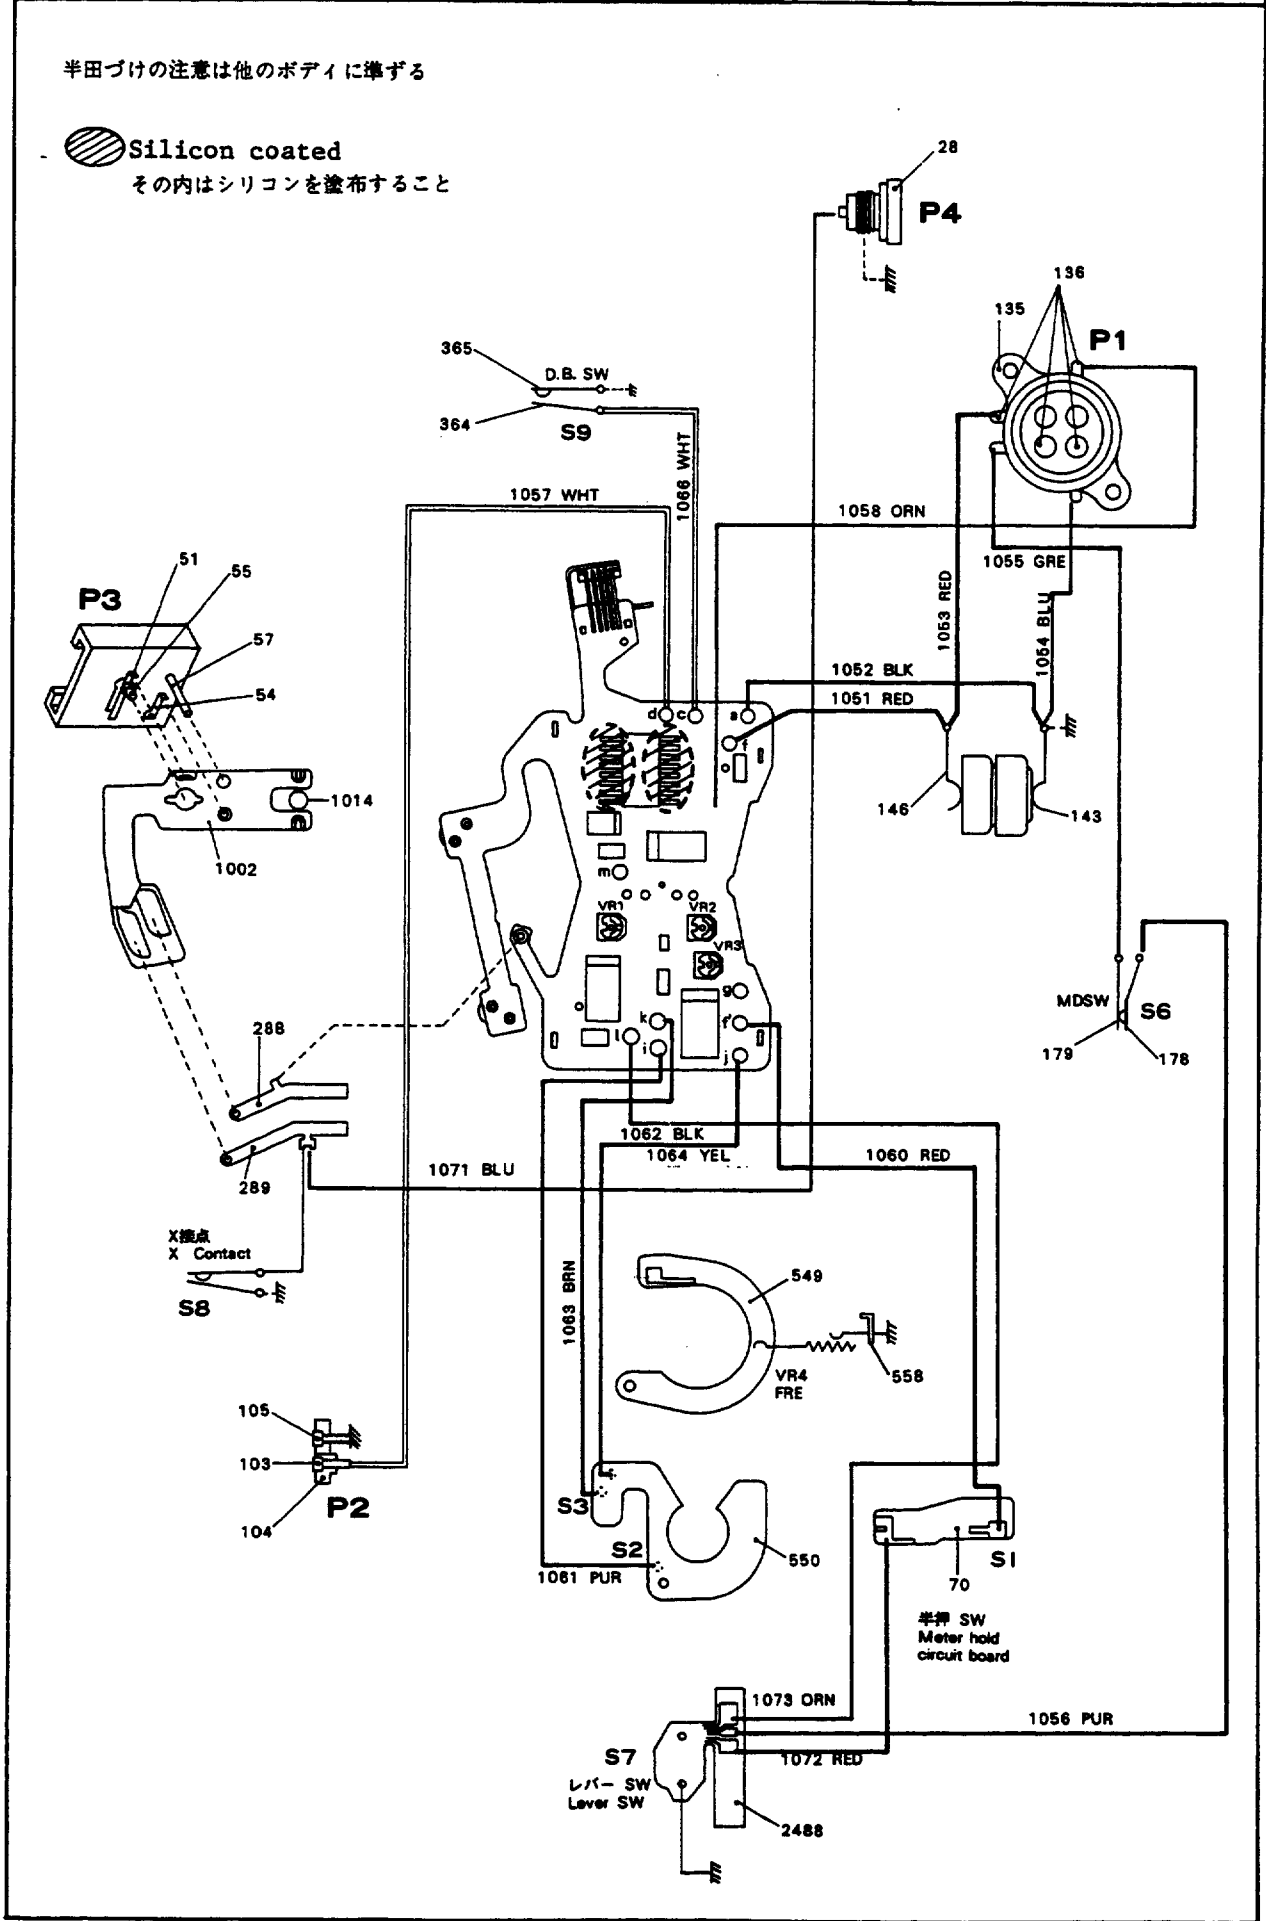 半田づけの注意は他のボディに準ずる
Silicon coated
その内はシリコンを塗布すること
28
P4
136
135
P1
365
D.B. SW
364
S9
1066 WHT
1057 WHT
1058 ORN
1055 GRE
1053 RED
1054 BLU
51
55
P3
57
54
1052 BLK
1051 RED
d
c
a
f
146
143
1014
1002
m
VR1
VR2
VR3
g
MDSW
S6
179
178
k
f'
l
i
j
288
289
1062 BLK
1064 YEL
1060 RED
1071 BLU
X接点
X Contact
S8
1063 BRN
549
VR4
FRE
558
105
103
P2
104
S3
S2
550
1061 PUR
S1
70
半押 SW
Meter hold
circuit board
1073 ORN
1056 PUR
S7
1072 RED
レバー SW
Lever SW
2488